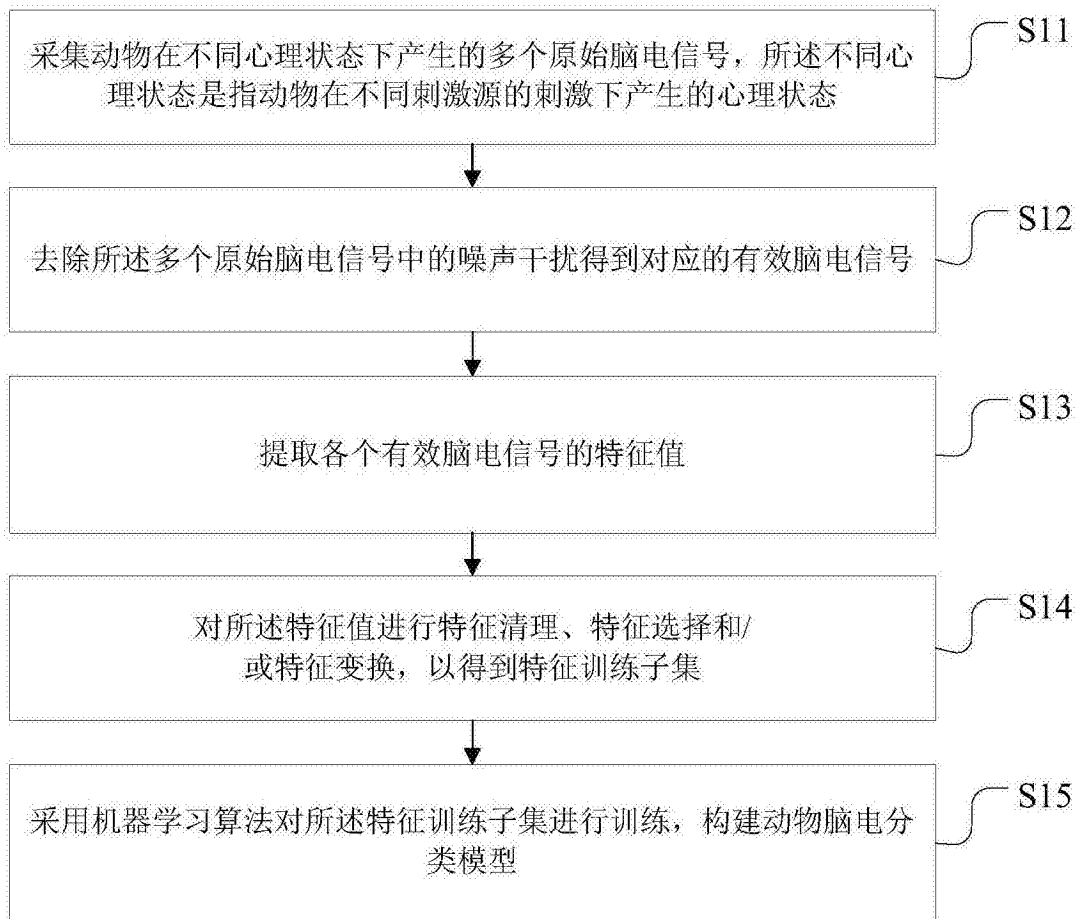 采集动物在不同心理状态下产生的多个原始脑电信号，所述不同心
理状态是指动物在不同刺激源的刺激下产生的心理状态
S11
去除所述多个原始脑电信号中的噪声干扰得到对应的有效脑电信号
S12
提取各个有效脑电信号的特征值
S13
对所述特征值进行特征清理、特征选择和/
或特征变换，以得到特征训练子集
S14
采用机器学习算法对所述特征训练子集进行训练，构建动物脑电分
类模型
S15